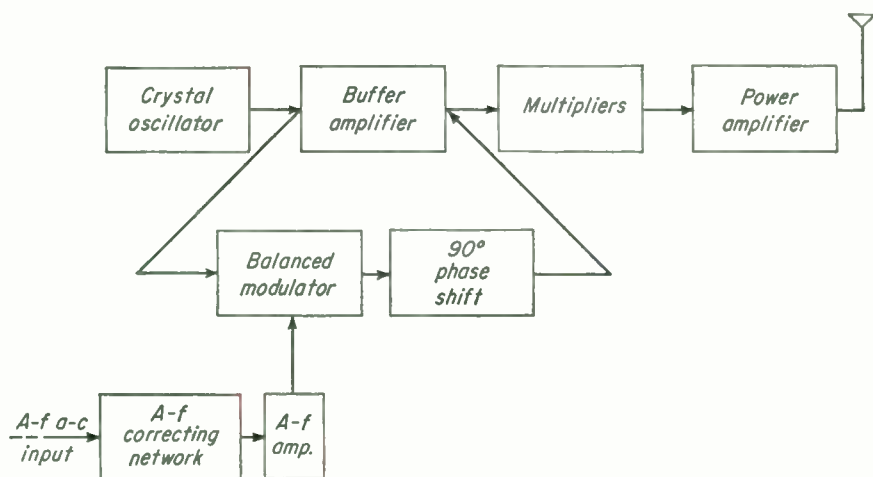 Crystal
oscillator
Buffer
amplifier
Multipliers
Power
amplifier
Balanced
modulator
90°
phase
shift
A-f a-c
input
A-f
correcting
network
A-f
amp.